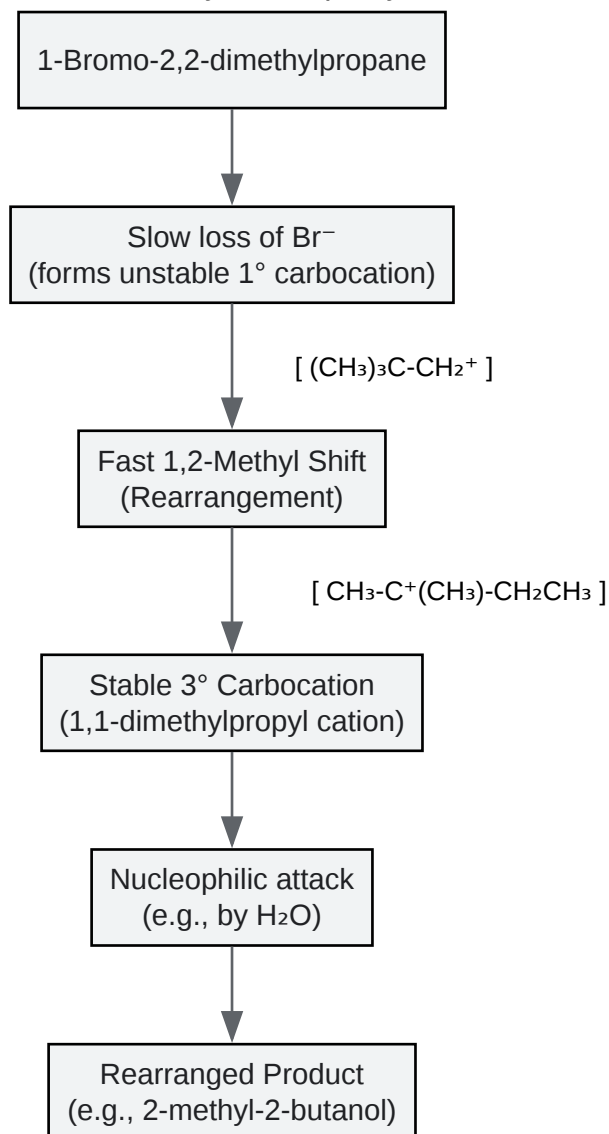 1-Bromo-2,2-dimethylpropane
Slow loss of Br⁻
(forms unstable 1° carbocation)
[ (CH₃)₃C-CH₂⁺ ]
Fast 1,2-Methyl Shift
(Rearrangement)
[ CH₃-C⁺(CH₃)-CH₂CH₃ ]
Stable 3° Carbocation
(1,1-dimethylpropyl cation)
Nucleophilic attack
(e.g., by H₂O)
Rearranged Product
(e.g., 2-methyl-2-butanol)